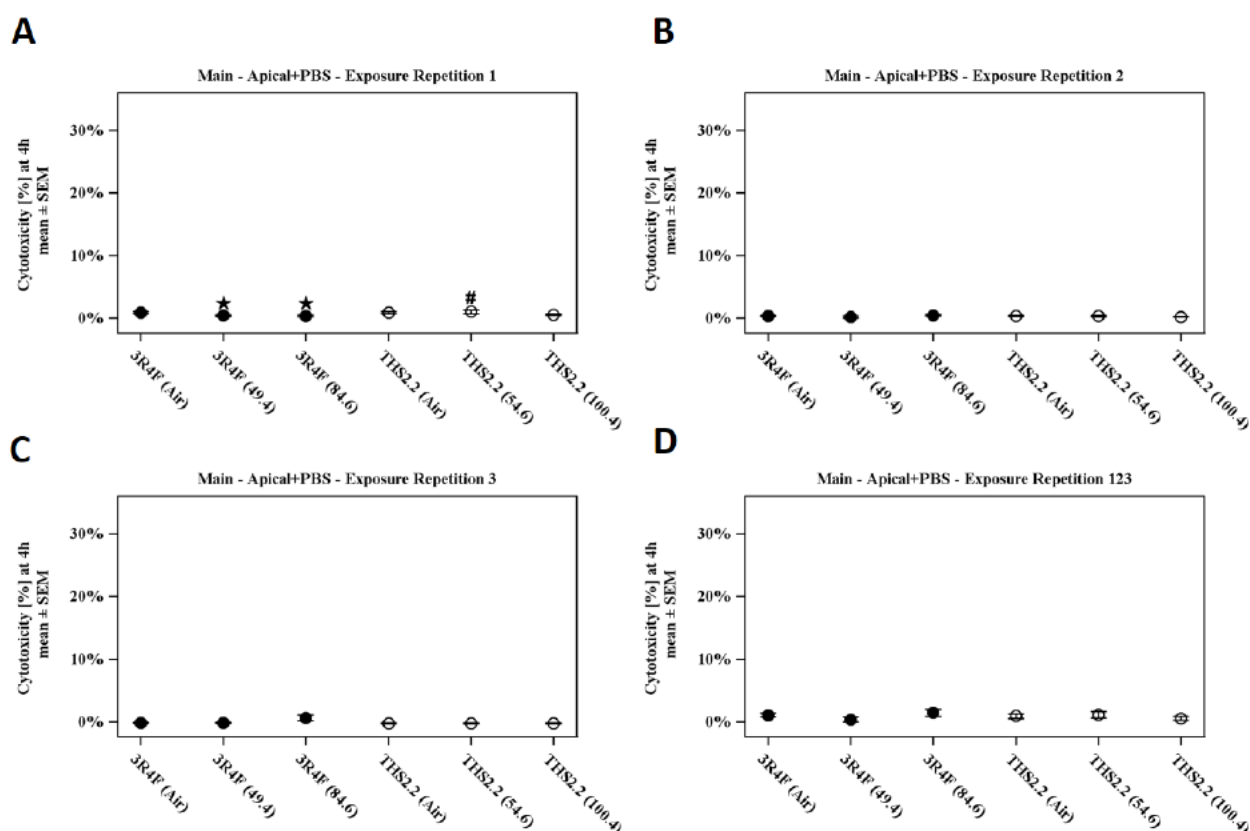 A
Main - Apical+PBS - Exposure Repetition 1
Cytotoxicity [%] at 4h
mean ± SEM
30%
20%
10%
0%
★
★
#
3R4F (Air)
3R4F (49.4)
3R4F (84.6)
THS2.2 (Air)
THS2.2 (54.6)
THS2.2 (100.4)
B
Main - Apical+PBS - Exposure Repetition 2
Cytotoxicity [%] at 4h
mean ± SEM
30%
20%
10%
0%
3R4F (Air)
3R4F (49.4)
3R4F (84.6)
THS2.2 (Air)
THS2.2 (54.6)
THS2.2 (100.4)
C
Main - Apical+PBS - Exposure Repetition 3
Cytotoxicity [%] at 4h
mean ± SEM
30%
20%
10%
0%
3R4F (Air)
3R4F (49.4)
3R4F (84.6)
THS2.2 (Air)
THS2.2 (54.6)
THS2.2 (100.4)
D
Main - Apical+PBS - Exposure Repetition 123
Cytotoxicity [%] at 4h
mean ± SEM
30%
20%
10%
0%
3R4F (Air)
3R4F (49.4)
3R4F (84.6)
THS2.2 (Air)
THS2.2 (54.6)
THS2.2 (100.4)